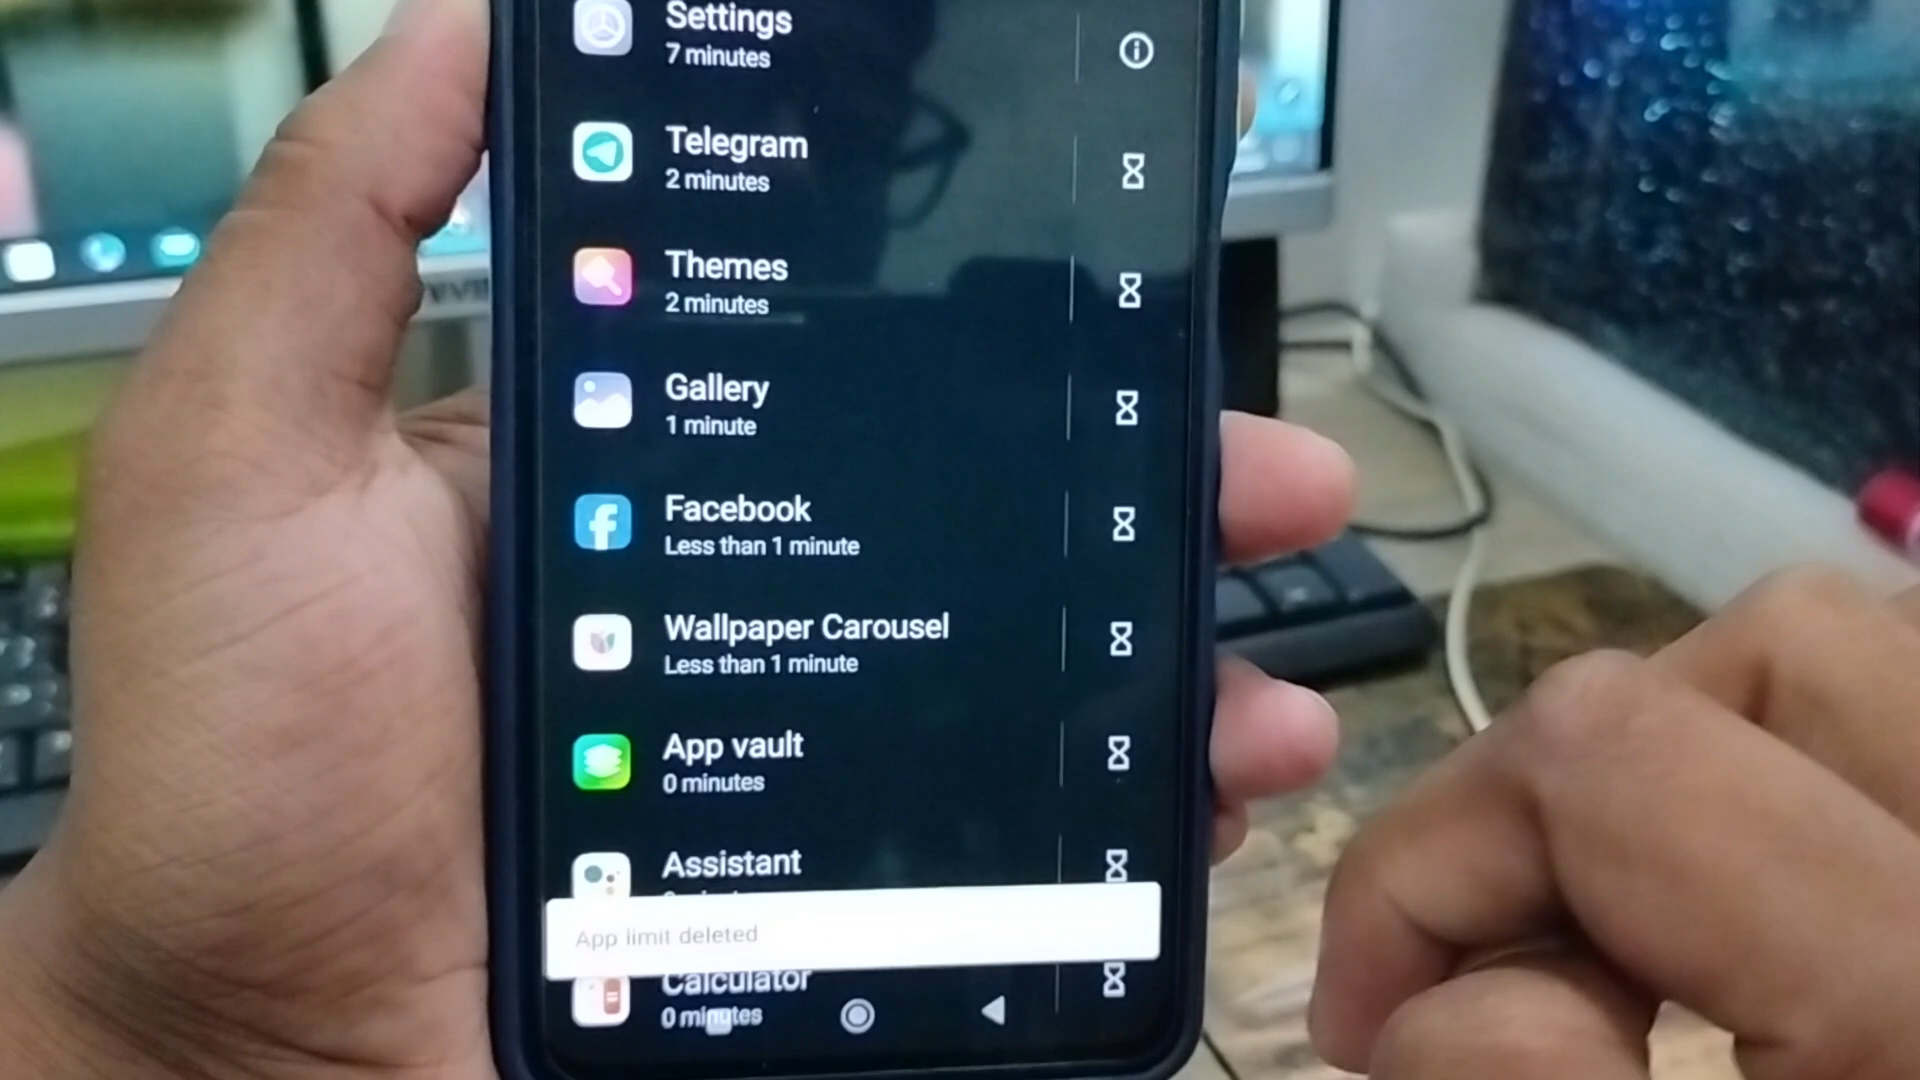 Settings
7 minutes
Telegram
2 minutes
Themes
2 minutes
Gallery
1 minute
Facebook
Less than 1 minute
Wallpaper Carousel
Less than 1 minute
App vault
0 minutes
Assistant
App limit deleted
Calculator
0 minutes